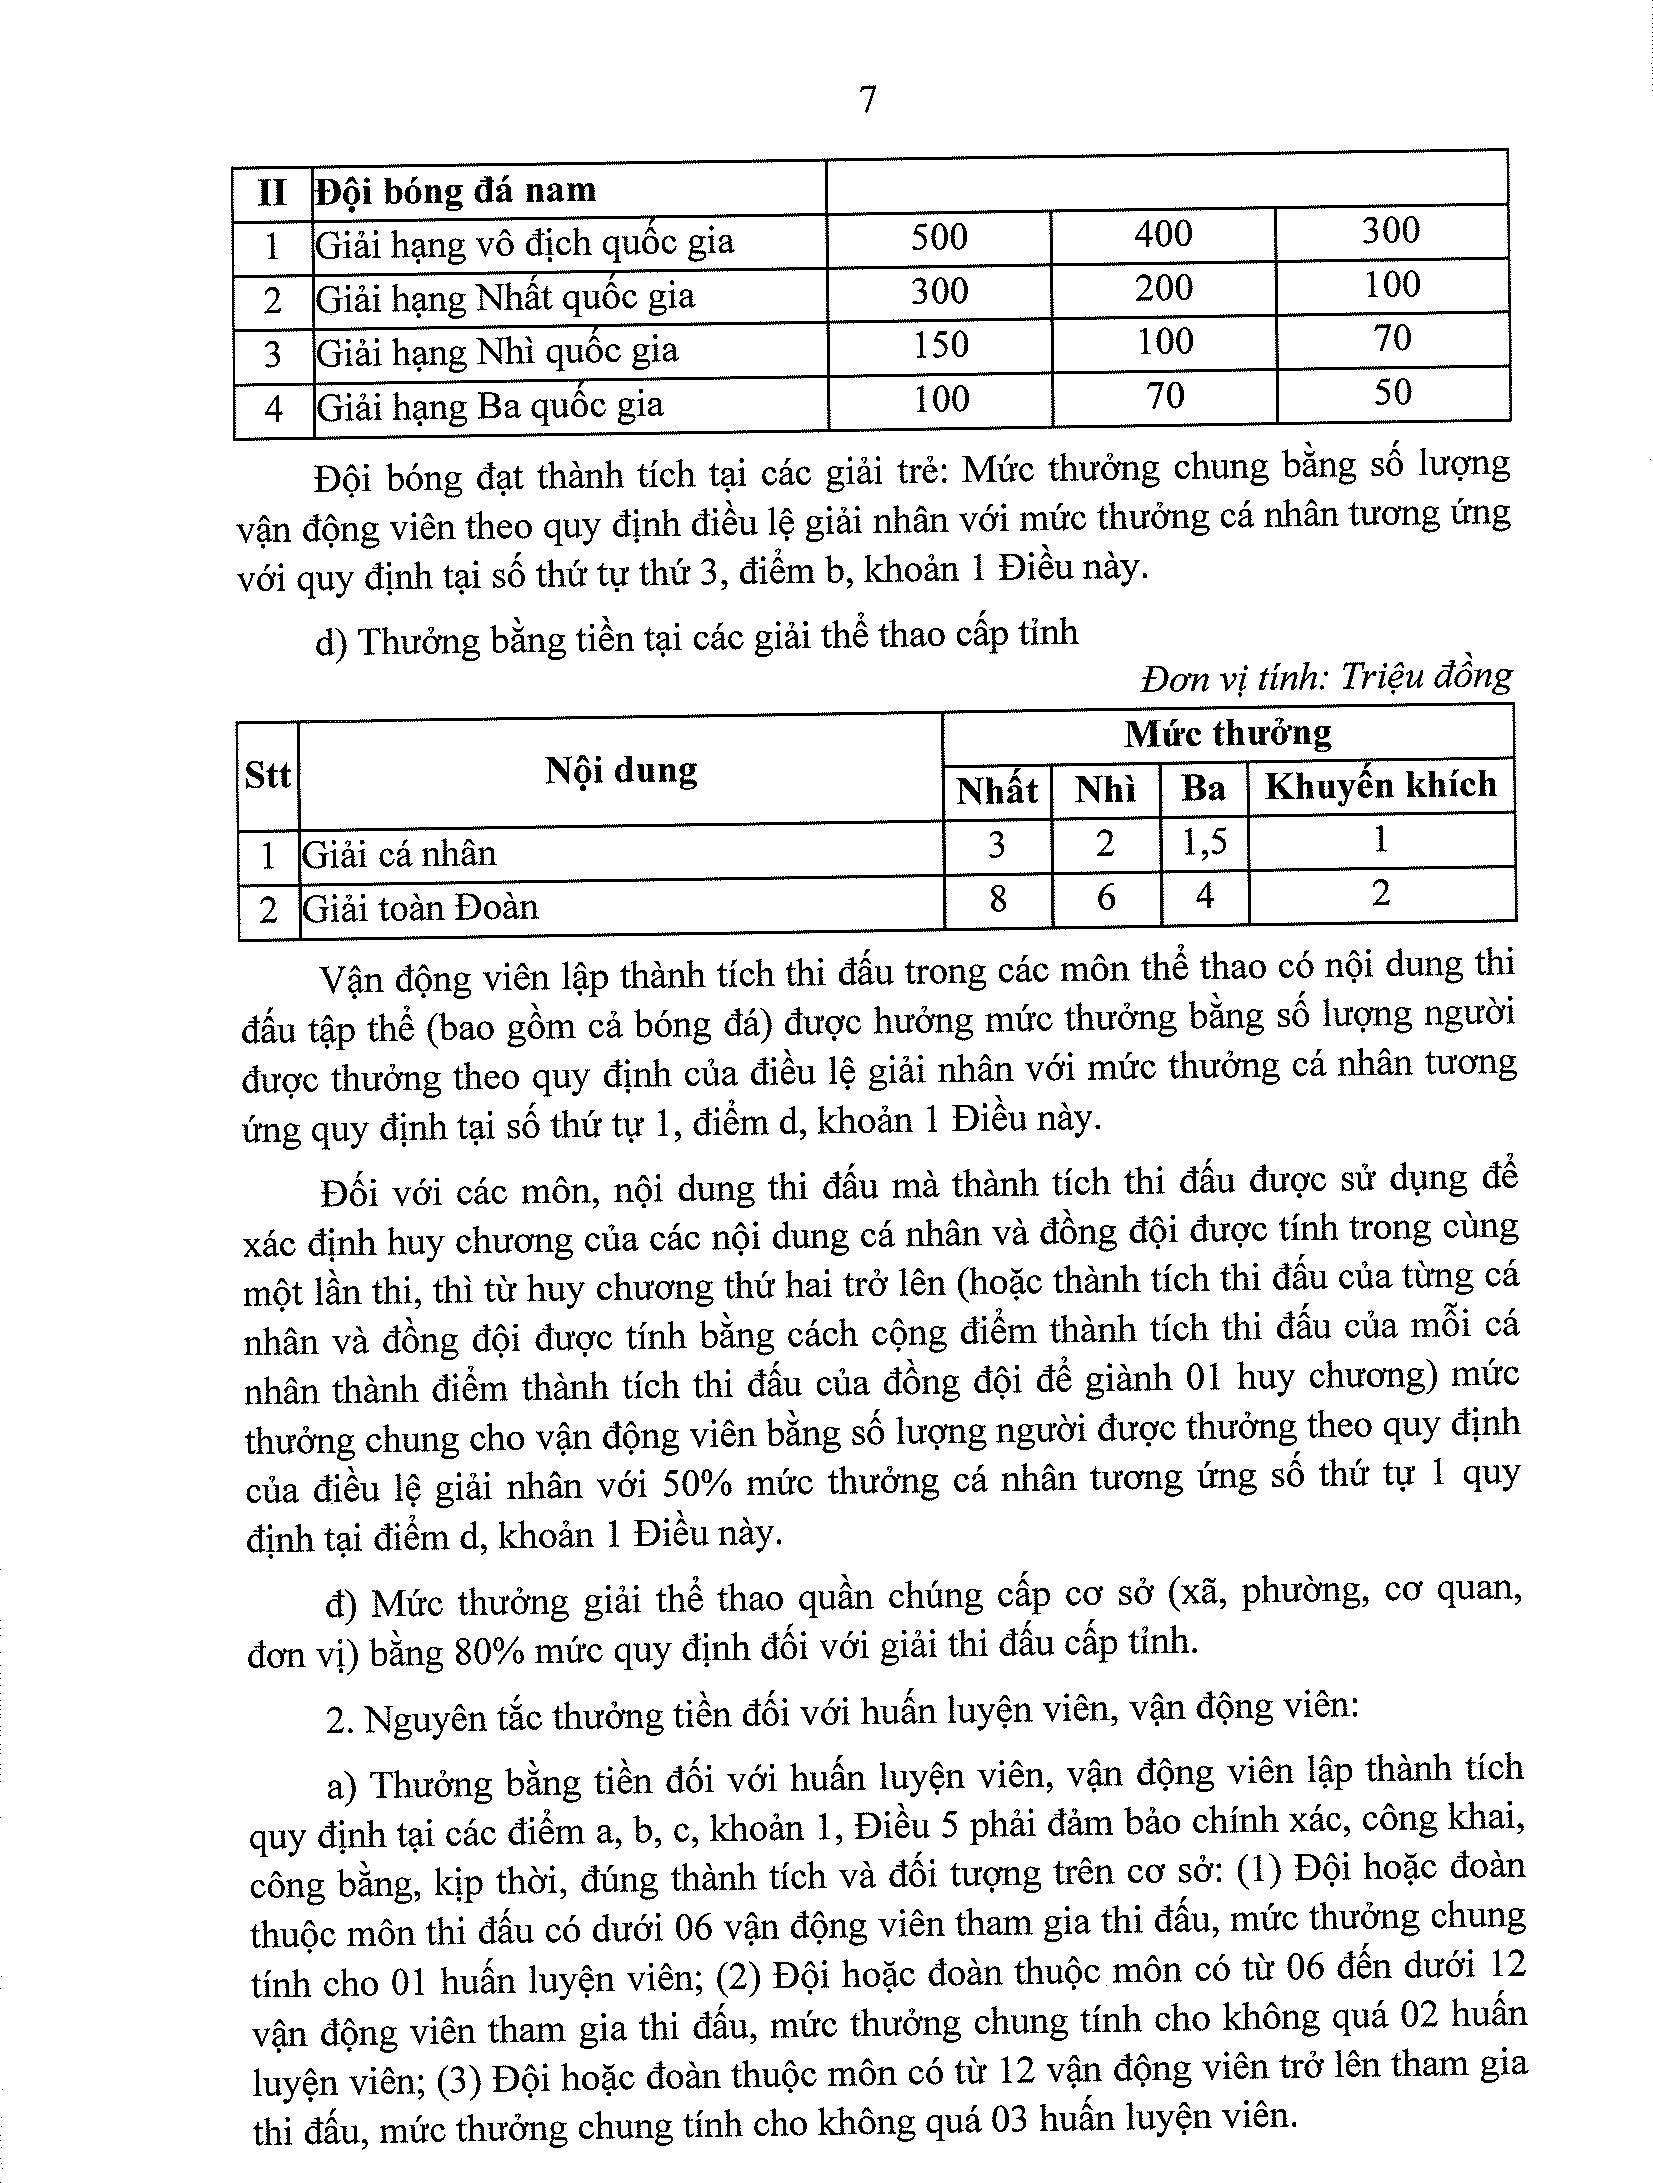 7
II Đội bóng đá nam
1 Giải hạng vô địch quốc gia 500 400 300
2 Giải hạng Nhất quốc gia 300 200 100
3 Giải hạng Nhì quốc gia 150 100 70
4 Giải hạng Ba quốc gia 100 70 50
Đội bóng đạt thành tích tại các giải trẻ: Mức thưởng chung bằng số lượng
vận động viên theo quy định điều lệ giải nhân với mức thưởng cá nhân tương ứng
với quy định tại số thứ tự thứ 3, điểm b, khoản 1 Điều này.
d) Thưởng bằng tiền tại các giải thể thao cấp tỉnh
Đơn vị tính: Triệu đồng
Stt Nội dung Mức thưởng
Nhất Nhì Ba Khuyến khích
1 Giải cá nhân 3 2 1,5 1
2 Giải toàn Đoàn 8 6 4 2
Vận động viên lập thành tích thi đấu trong các môn thể thao có nội dung thi
đấu tập thể (bao gồm cả bóng đá) được hưởng mức thưởng bằng số lượng người
được thưởng theo quy định của điều lệ giải nhân với mức thưởng cá nhân tương
ứng quy định tại số thứ tự 1, điểm d, khoản 1 Điều này.
Đối với các môn, nội dung thi đấu mà thành tích thi đấu được sử dụng để
xác định huy chương của các nội dung cá nhân và đồng đội được tính trong cùng
một lần thi, thì từ huy chương thứ hai trở lên (hoặc thành tích thi đấu của từng cá
nhân và đồng đội được tính bằng cách cộng điểm thành tích thi đấu của mỗi cá
nhân thành điểm thành tích thi đấu của đồng đội để giành 01 huy chương) mức
thưởng chung cho vận động viên bằng số lượng người được thưởng theo quy định
của điều lệ giải nhân với 50% mức thưởng cá nhân tương ứng số thứ tự 1 quy
định tại điểm d, khoản 1 Điều này.
đ) Mức thưởng giải thể thao quần chúng cấp cơ sở (xã, phường, cơ quan,
đơn vị) bằng 80% mức quy định đối với giải thi đấu cấp tỉnh.
2. Nguyên tắc thưởng tiền đối với huấn luyện viên, vận động viên:
a) Thưởng bằng tiền đối với huấn luyện viên, vận động viên lập thành tích
quy định tại các điểm a, b, c, khoản 1, Điều 5 phải đảm bảo chính xác, công khai,
công bằng, kịp thời, đúng thành tích và đối tượng trên cơ sở: (1) Đội hoặc đoàn
thuộc môn thi đấu có dưới 06 vận động viên tham gia thi đấu, mức thưởng chung
tính cho 01 huấn luyện viên; (2) Đội hoặc đoàn thuộc môn có từ 06 đến dưới 12
vận động viên tham gia thi đấu, mức thưởng chung tính cho không quá 02 huấn
luyện viên; (3) Đội hoặc đoàn thuộc môn có từ 12 vận động viên trở lên tham gia
thi đấu, mức thưởng chung tính cho không quá 03 huấn luyện viên.